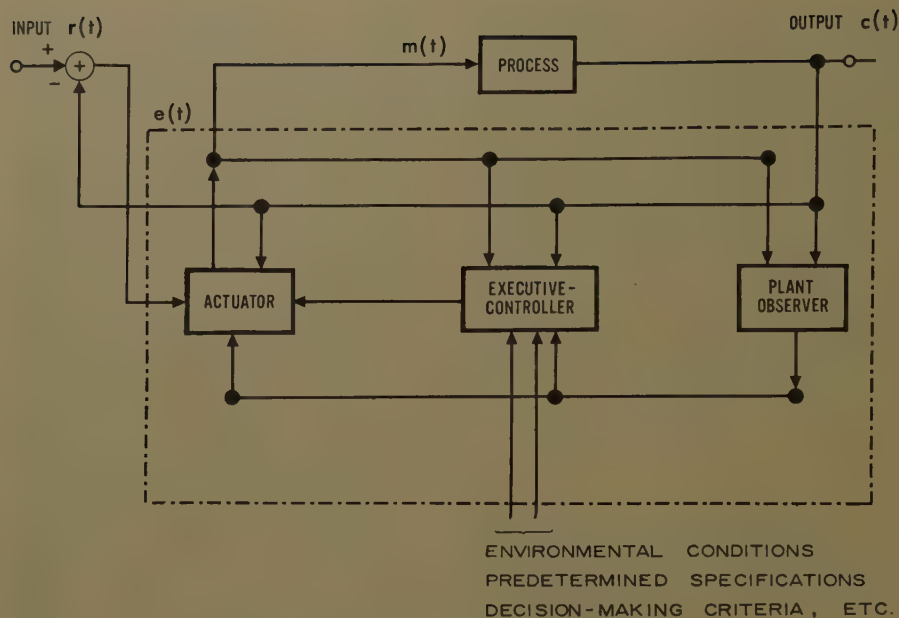 INPUT r(t)
OUTPUT c(t)
+
m(t)
PROCESS
+
−
e(t)
ACTUATOR
EXECUTIVE-
CONTROLLER
PLANT
OBSERVER
ENVIRONMENTAL CONDITIONS
PREDETERMINED SPECIFICATIONS
DECISION-MAKING CRITERIA, ETC.